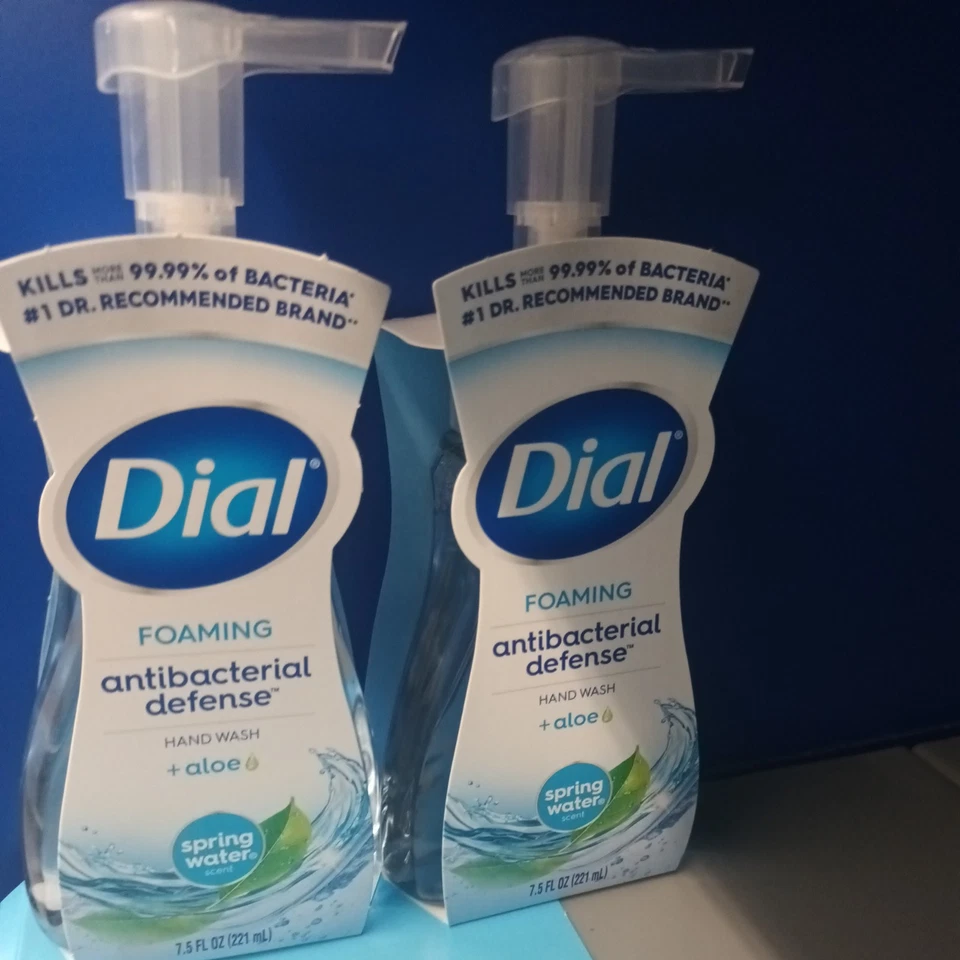 KILLS MORE THAN 99.99% of BACTERIA*
#1 DR. RECOMMENDED BRAND**
Dial®
FOAMING
antibacterial
defense™
HAND WASH
+ aloe
spring
water®
scent
7.5 FL OZ (221 mL)
KILLS MORE THAN 99.99% of BACTERIA*
#1 DR. RECOMMENDED BRAND**
Dial®
FOAMING
antibacterial
defense™
HAND WASH
+ aloe
spring
water®
scent
7.5 FL OZ (221 mL)